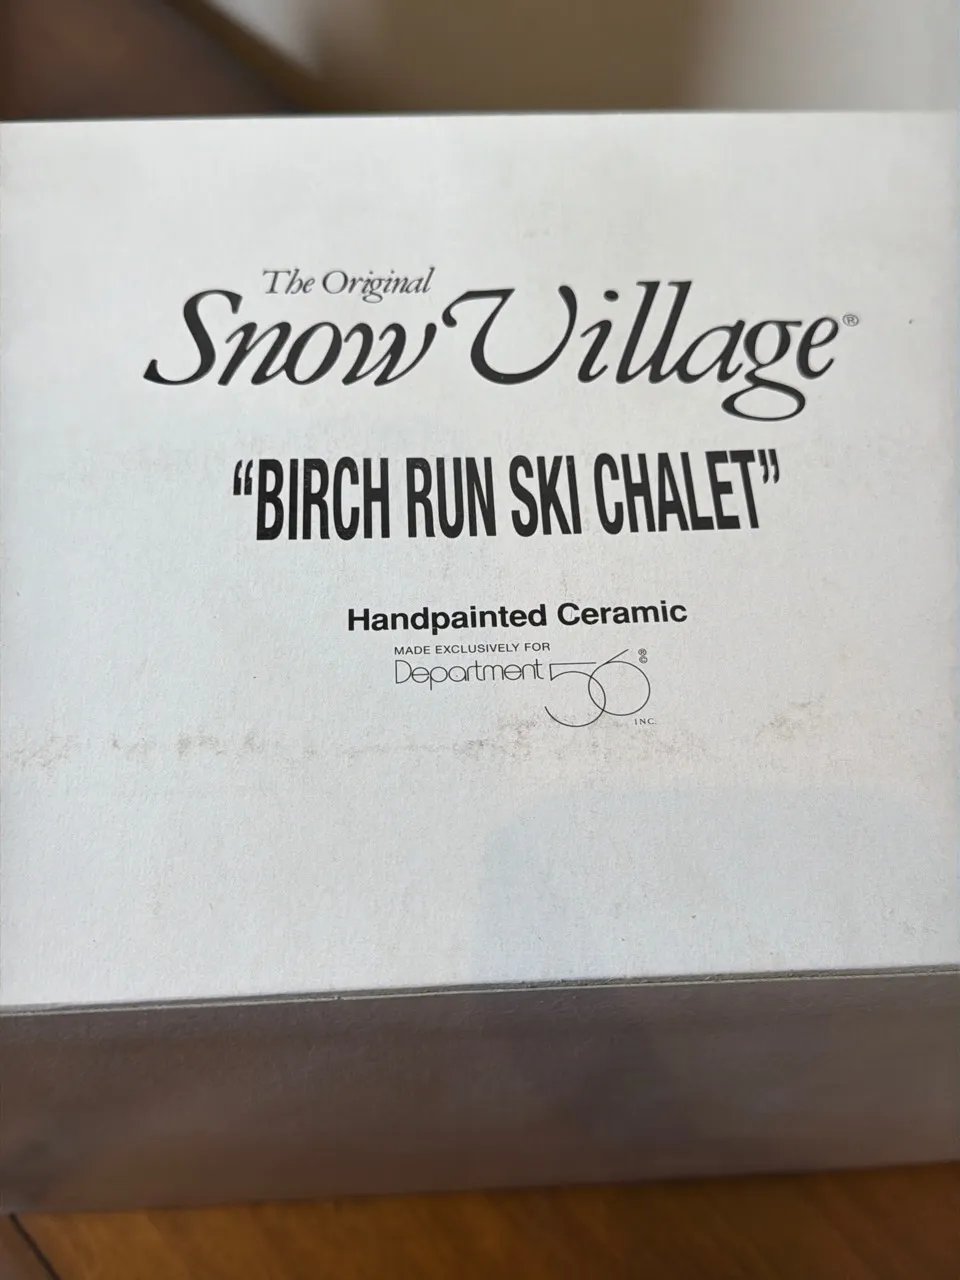 The Original
Snow Village®
“BIRCH RUN SKI CHALET”
Handpainted Ceramic
MADE EXCLUSIVELY FOR
Department 56®©
INC.